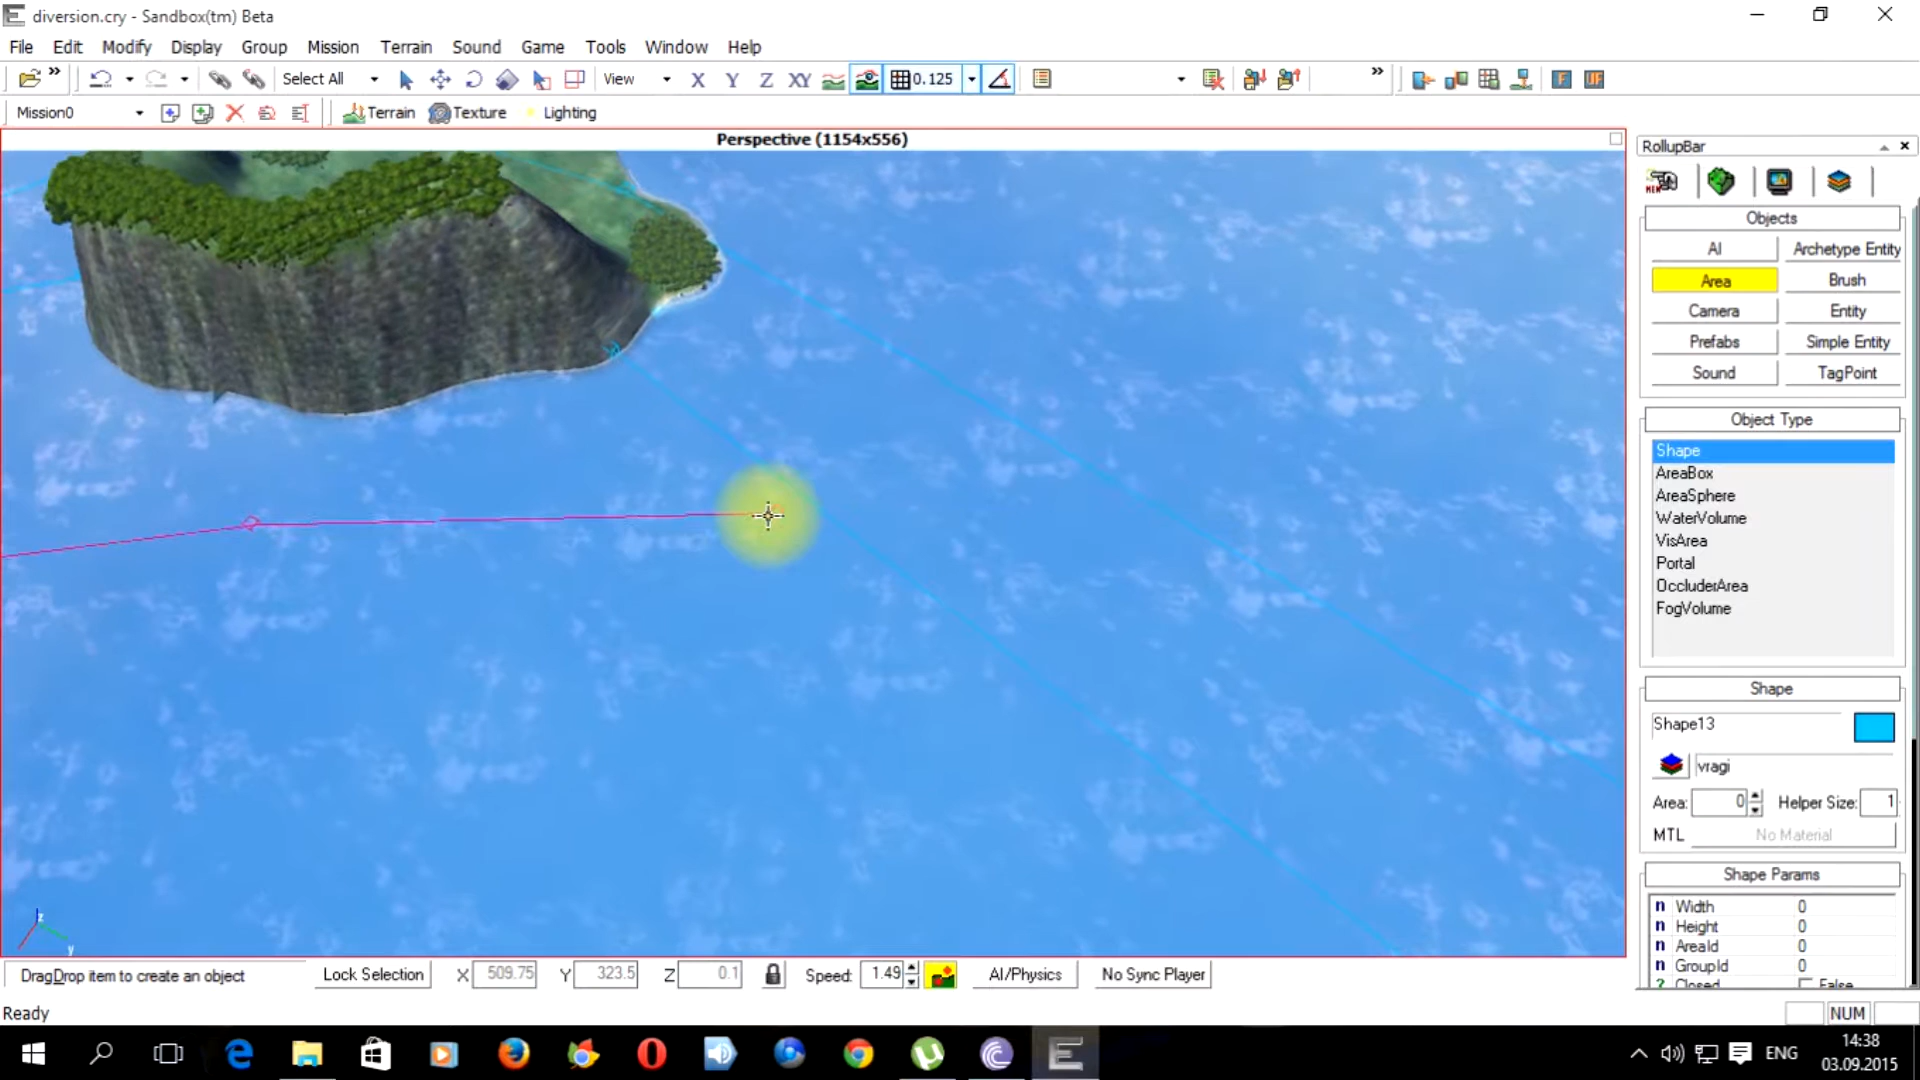 diversion.cry - Sandbox(tm) Beta
File Edit Modify Display Group Mission Terrain Sound Game Tools Window Help
Select All View X Y Z XY 0.125
Mission0 Terrain Texture Lighting
Perspective (1154x556)
RollupBar
Objects
AI Archetype Entity
Area Brush
Camera Entity
Prefabs Simple Entity
Sound TagPoint
Object Type
Shape
AreaBox
AreaSphere
WaterVolume
VisArea
Portal
OccluderArea
FogVolume
Shape
Shape13
vragi
Area: 0 Helper Size: 1
MTL No Material
Shape Params
n Width 0
n Height 0
n AreaId 0
n GroupId 0
? Closed False
z
y
DragDrop item to create an object Lock Selection X 509.75 Y 323.5 Z 0.1 Speed: 1.49 AI/Physics No Sync Player
Ready NUM
ENG 14:38
03.09.2015